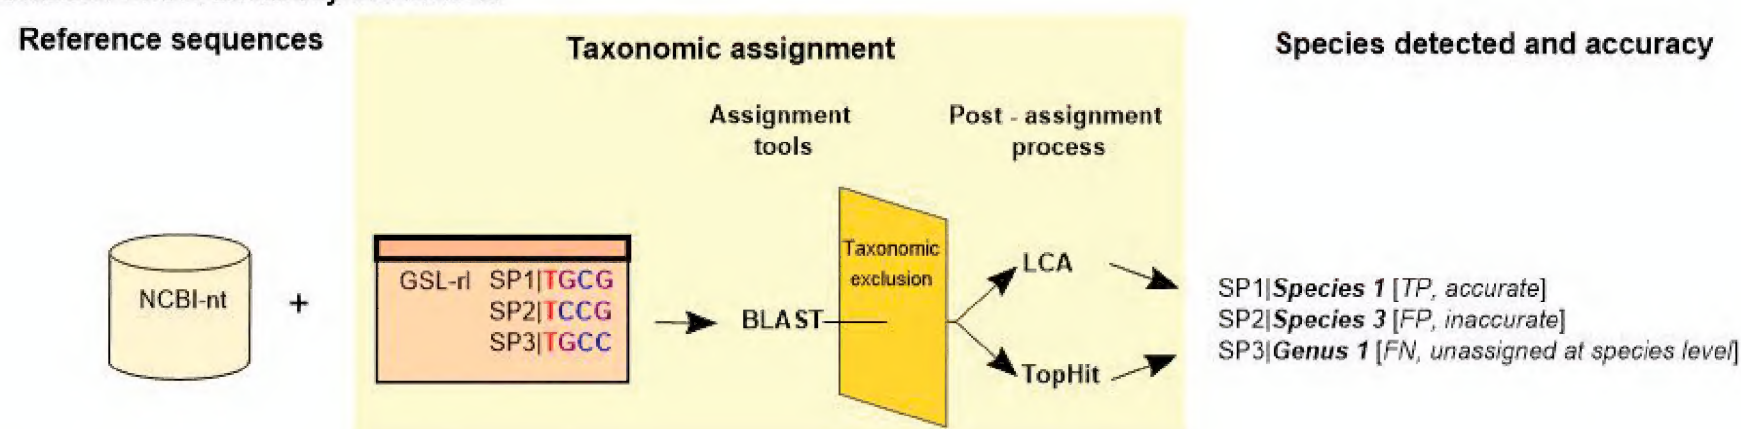 Reference sequences
Taxonomic assignment
Species detected and accuracy
Assignment
tools
Post - assignment
process
NCBI-nt
+
GSL-rl SP1|TGCG
SP2|TCCG
SP3|TGCC
BLAST
Taxonomic
exclusion
LCA
TopHit
SP1|Species 1 [TP, accurate]
SP2|Species 3 [FP, inaccurate]
SP3|Genus 1 [FN, unassigned at species level]